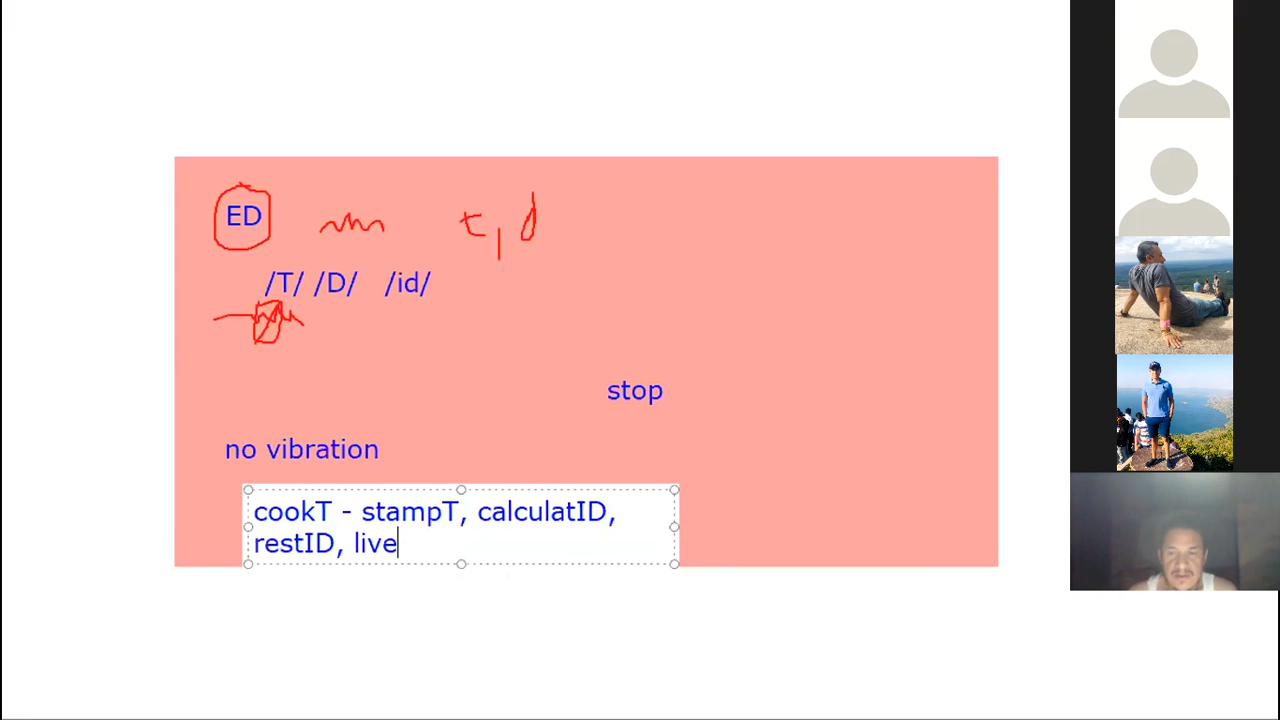 ED t, d
/T/ /D/ /id/
stop
no vibration
cookT - stampT, calculatID,
restID, live